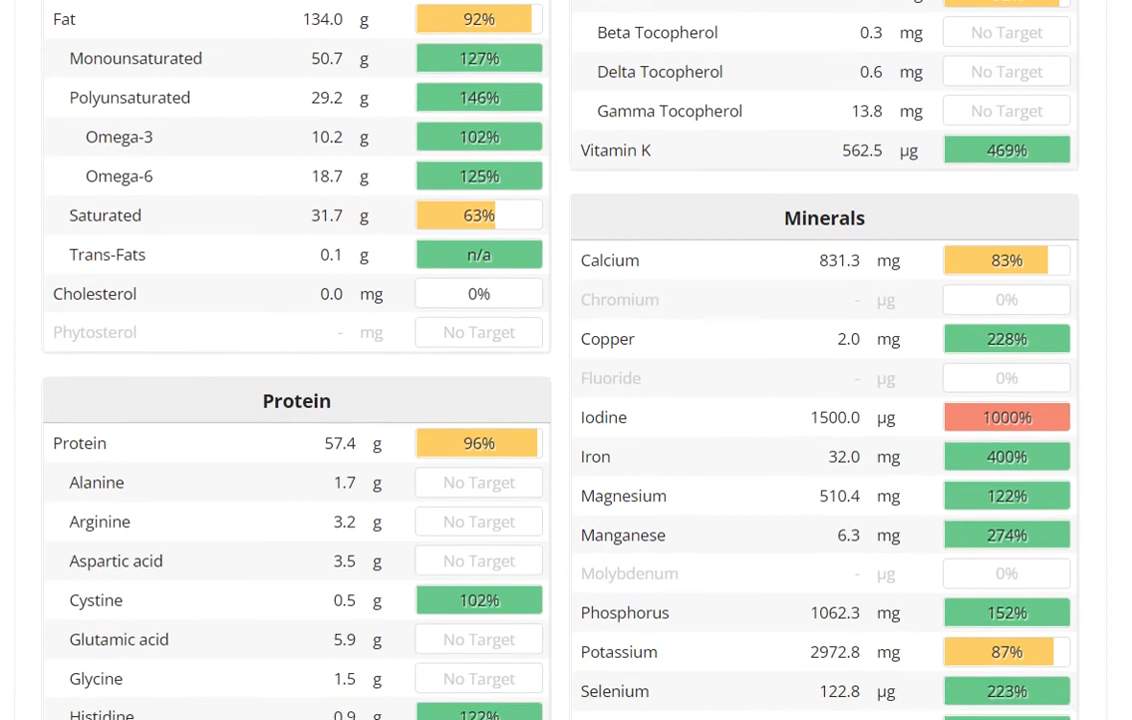 Fat 134.0 g 92%
Monounsaturated 50.7 g 127%
Polyunsaturated 29.2 g 146%
Omega-3 10.2 g 102%
Omega-6 18.7 g 125%
Saturated 31.7 g 63%
Trans-Fats 0.1 g n/a
Cholesterol 0.0 mg 0%
Phytosterol - mg No Target
Protein
Protein 57.4 g 96%
Alanine 1.7 g No Target
Arginine 3.2 g No Target
Aspartic acid 3.5 g No Target
Cystine 0.5 g 102%
Glutamic acid 5.9 g No Target
Glycine 1.5 g No Target
Histidine 0.9 g 122%
Beta Tocopherol 0.3 mg No Target
Delta Tocopherol 0.6 mg No Target
Gamma Tocopherol 13.8 mg No Target
Vitamin K 562.5 µg 469%
Minerals
Calcium 831.3 mg 83%
Chromium - µg 0%
Copper 2.0 mg 228%
Fluoride - µg 0%
Iodine 1500.0 µg 1000%
Iron 32.0 mg 400%
Magnesium 510.4 mg 122%
Manganese 6.3 mg 274%
Molybdenum - µg 0%
Phosphorus 1062.3 mg 152%
Potassium 2972.8 mg 87%
Selenium 122.8 µg 223%